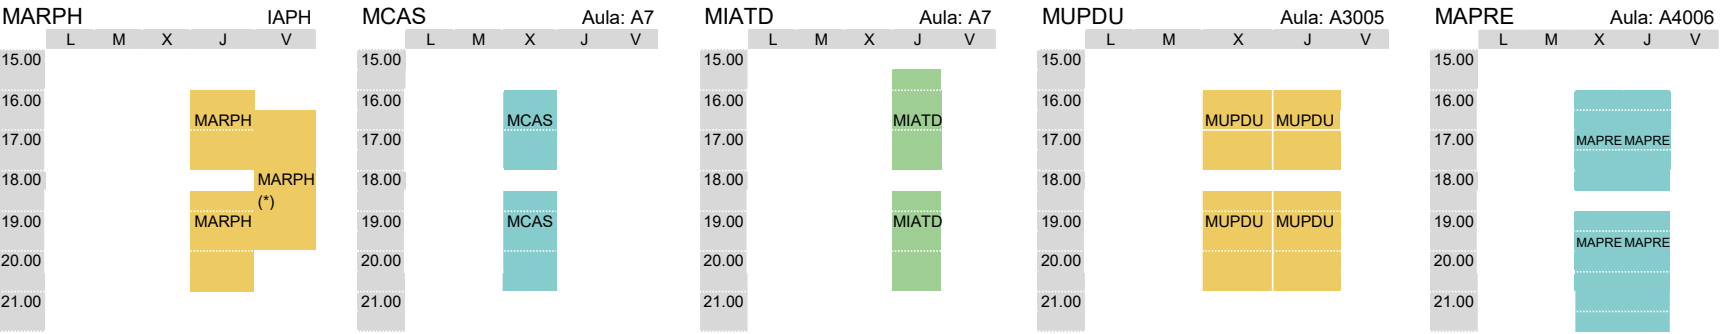 MARPH IAPH
L M X J V
15.00
16.00
MARPH
17.00
18.00 MARPH
(*)
19.00 MARPH
20.00
21.00
MCAS Aula: A7
L M X J V
15.00
16.00
MCAS
17.00
18.00
19.00 MCAS
20.00
21.00
MIATD Aula: A7
L M X J V
15.00
16.00
MIATD
17.00
18.00
19.00 MIATD
20.00
21.00
MUPDU Aula: A3005
L M X J V
15.00
16.00
MUPDU MUPDU
17.00
18.00
19.00 MUPDU MUPDU
20.00
21.00
MAPRE Aula: A4006
L M X J V
15.00
16.00
17.00 MAPRE MAPRE
18.00
19.00
MAPRE MAPRE
20.00
21.00